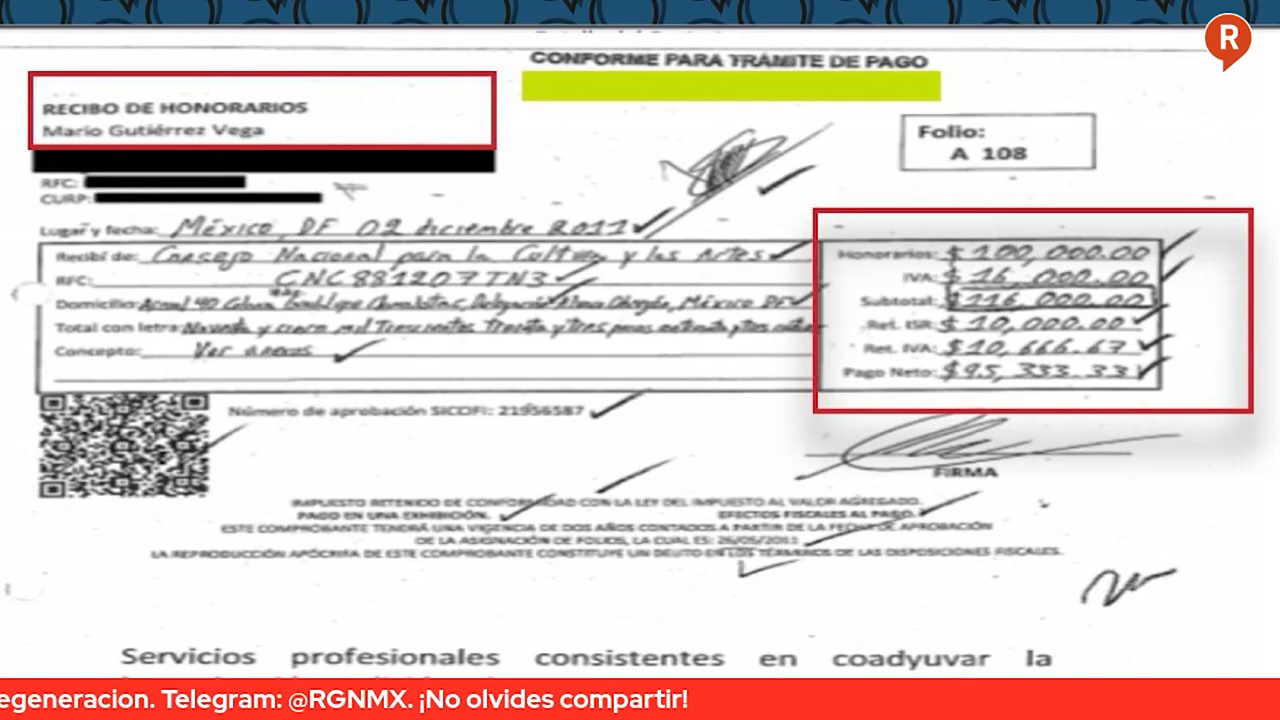 CONFORME PARA TRÁMITE DE PAGO
R
RECIBO DE HONORARIOS
Mario Gutiérrez Vega
Folio:
A 108
RFC:
CURP:
Lugar y fecha: México, DF 02 diciembre 2011
Recibí de: Consejo Nacional para la Cultura y las Artes
RFC: CNC881207TN3
Domicilio: Arenal 40 Colonia Guadalupe Chimalistac, Delegación Alvaro Obregón, México DF
Total con letra: Noventa y cinco mil Trescientos Treinta y tres pesos
Concepto: Ver anexos
Honorarios: $ 100,000.00
IVA: $ 16,000.00
Subtotal: $ 116,000.00
Ret. ISR: $ 10,000.00
Ret. IVA: $ 10,666.67
Pago Neto: $ 95,333.33
Número de aprobación SICOFI: 21956587
FIRMA
IMPUESTO RETENIDO DE CONFORMIDAD CON LA LEY DEL IMPUESTO AL VALOR AGREGADO.
PAGO EN UNA EXHIBICIÓN. EFECTOS FISCALES AL PAGO.
ESTE COMPROBANTE TENDRÁ UNA VIGENCIA DE DOS AÑOS CONTADOS A PARTIR DE LA FECHA DE APROBACIÓN
DE LA ASIGNACIÓN DE FOLIOS, LA CUAL ES: 26/05/2011
LA REPRODUCCIÓN APÓCRIFA DE ESTE COMPROBANTE CONSTITUYE UN DELITO EN LOS TÉRMINOS DE LAS DISPOSICIONES FISCALES.
Servicios profesionales consistentes en coadyuvar la
egeneracion. Telegram: @RGNMX. ¡No olvides compartir!